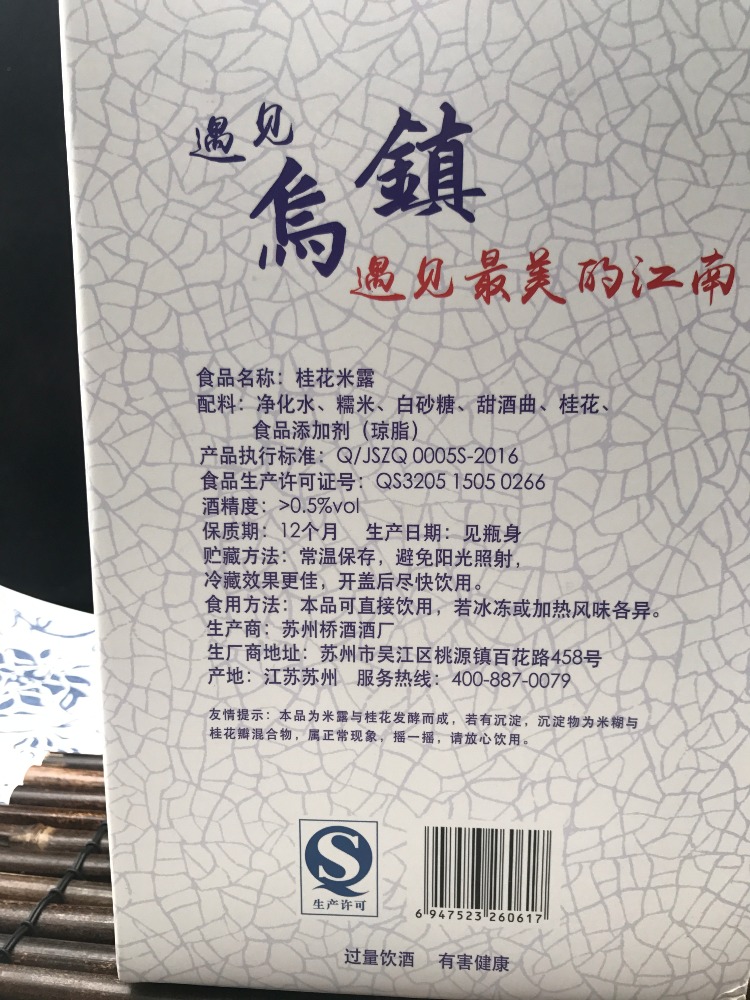 遇见
烏鎮
遇见最美的江南
食品名称：桂花米露
配料：净化水、糯米、白砂糖、甜酒曲、桂花、
食品添加剂（琼脂）
产品执行标准：Q/JSZQ 0005S-2016
食品生产许可证号：QS3205 1505 0266
酒精度：>0.5%vol
保质期：12个月 生产日期：见瓶身
贮藏方法：常温保存，避免阳光照射，
冷藏效果更佳，开盖后尽快饮用。
食用方法：本品可直接饮用，若冰冻或加热风味各异。
生产商：苏州桥酒酒厂
生厂商地址：苏州市吴江区桃源镇百花路458号
产地：江苏苏州 服务热线：400-887-0079
友情提示：本品为米露与桂花发酵而成，若有沉淀，沉淀物为米糊与
桂花瓣混合物，属正常现象，摇一摇，请放心饮用。
生产许可
6 947523 260617
过量饮酒 有害健康